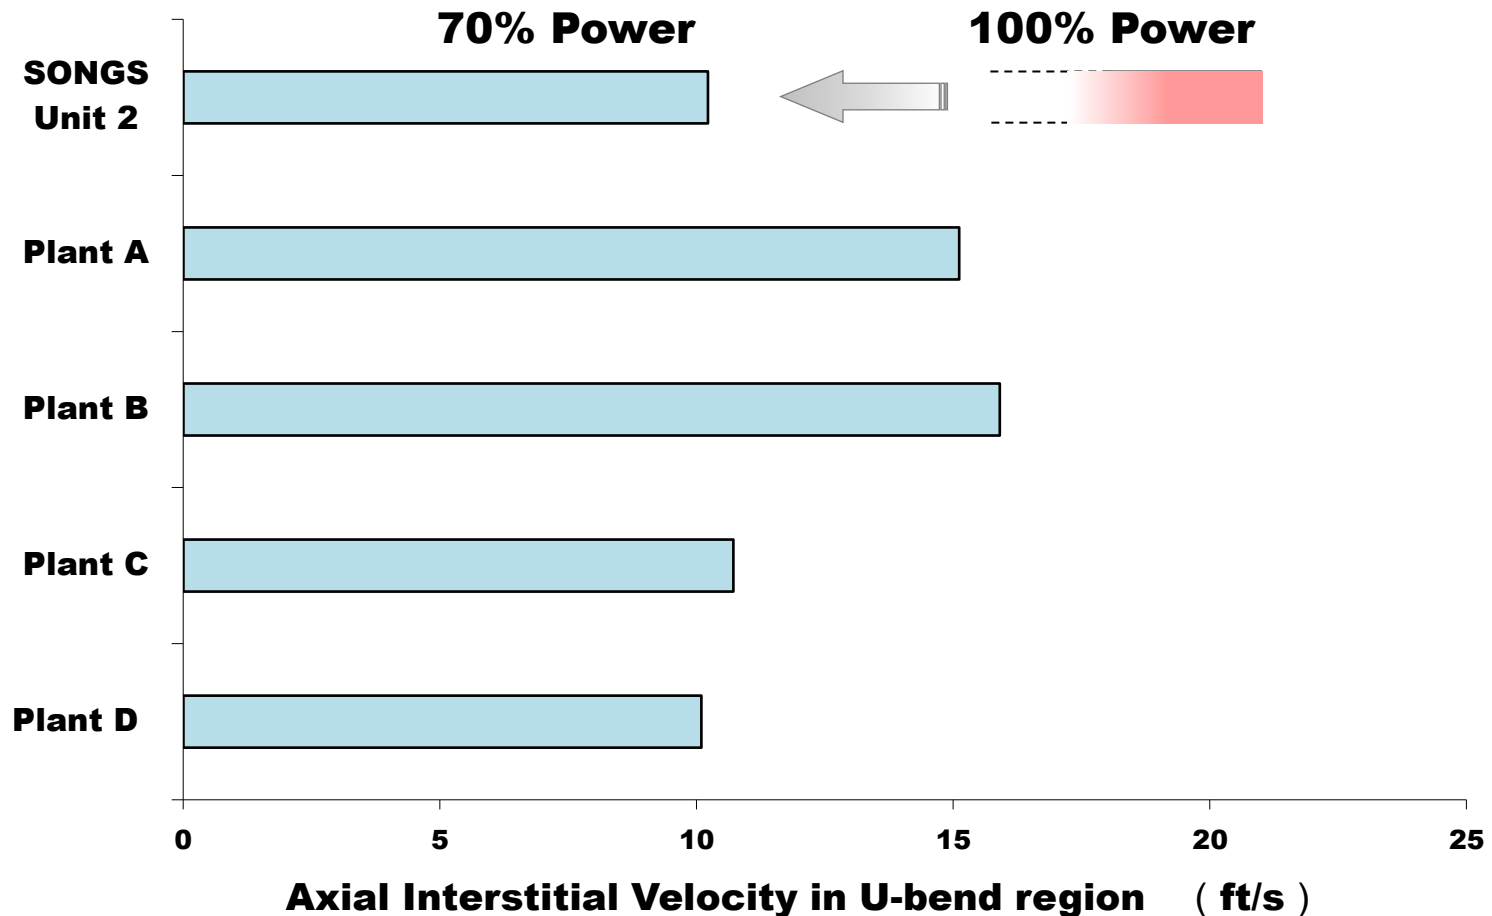 70% Power
100% Power
SONGS
Unit 2
Plant A
Plant B
Plant C
Plant D
0 5 10 15 20 25
Axial Interstitial Velocity in U-bend region ( ft/s )